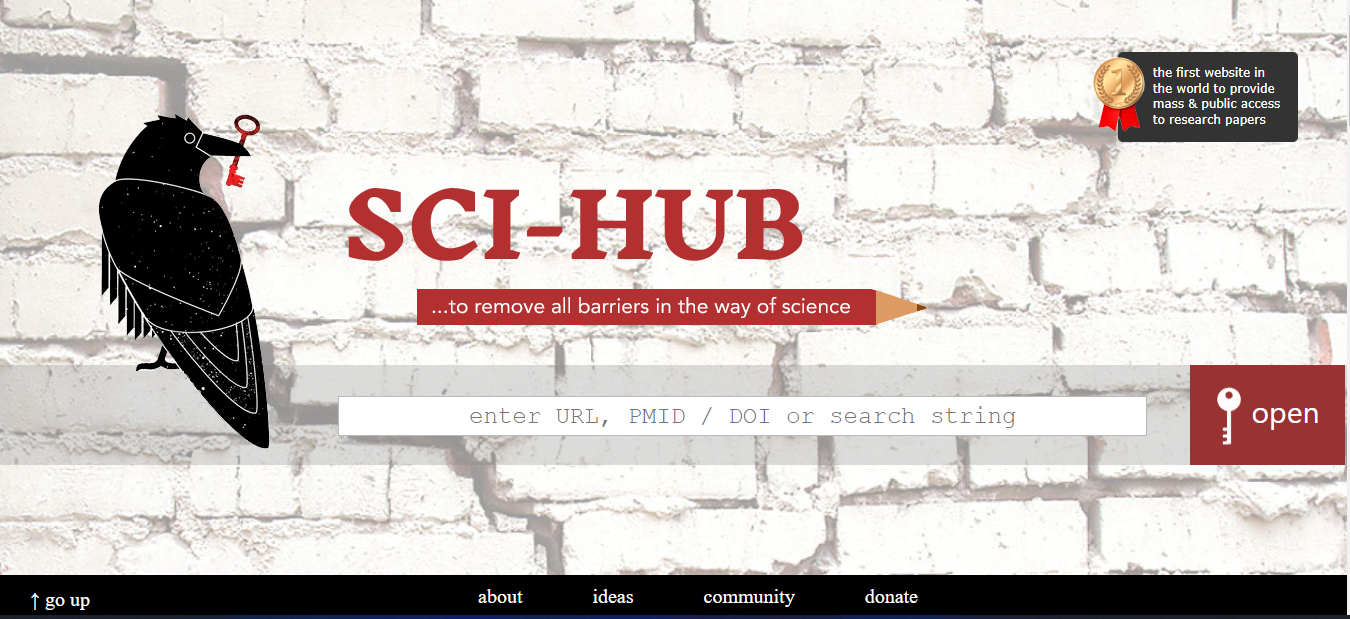 the first website in
the world to provide
mass & public access
to research papers
1
SCI-HUB
...to remove all barriers in the way of science
enter URL, PMID / DOI or search string
open
↑ go up
about
ideas
community
donate